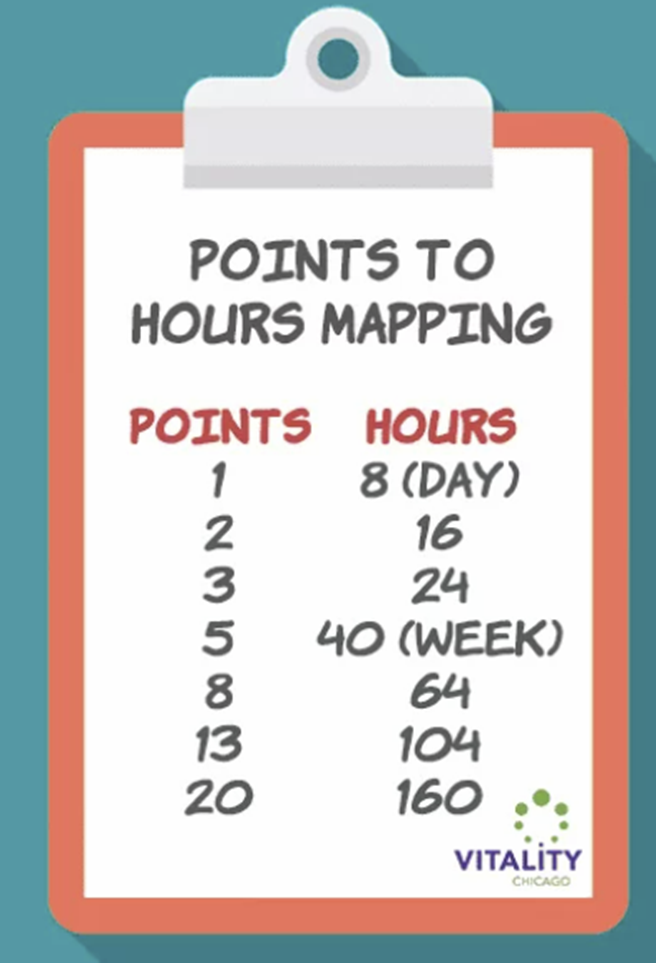 POINTS TO
HOURS MAPPING
POINTS HOURS
1 8 (DAY)
2 16
3 24
5 40 (WEEK)
8 64
13 104
20 160
VITALiTY
CHICAGO